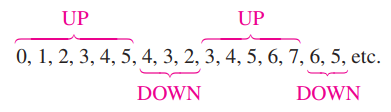 UP UP
0, 1, 2, 3, 4, 5, 4, 3, 2, 3, 4, 5, 6, 7, 6, 5, etc.
DOWN DOWN